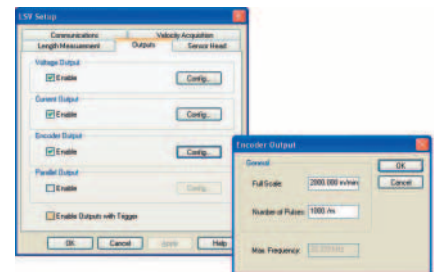 LSV Setup
Communications
Velocity Acquisition
Length Measurement
Outputs
Sensor Head
Voltage Output
Enable
Config...
Current Output
Enable
Config...
Encoder Output
Enable
Config...
Parallel Output
Enable
Config...
Enable Outputs with Trigger
OK
Cancel
Apply
Help
Encoder Output
General
Full Scale:
2000.000 m/min
Number of Pulses:
1000 /m
Max. Frequency:
OK
Cancel